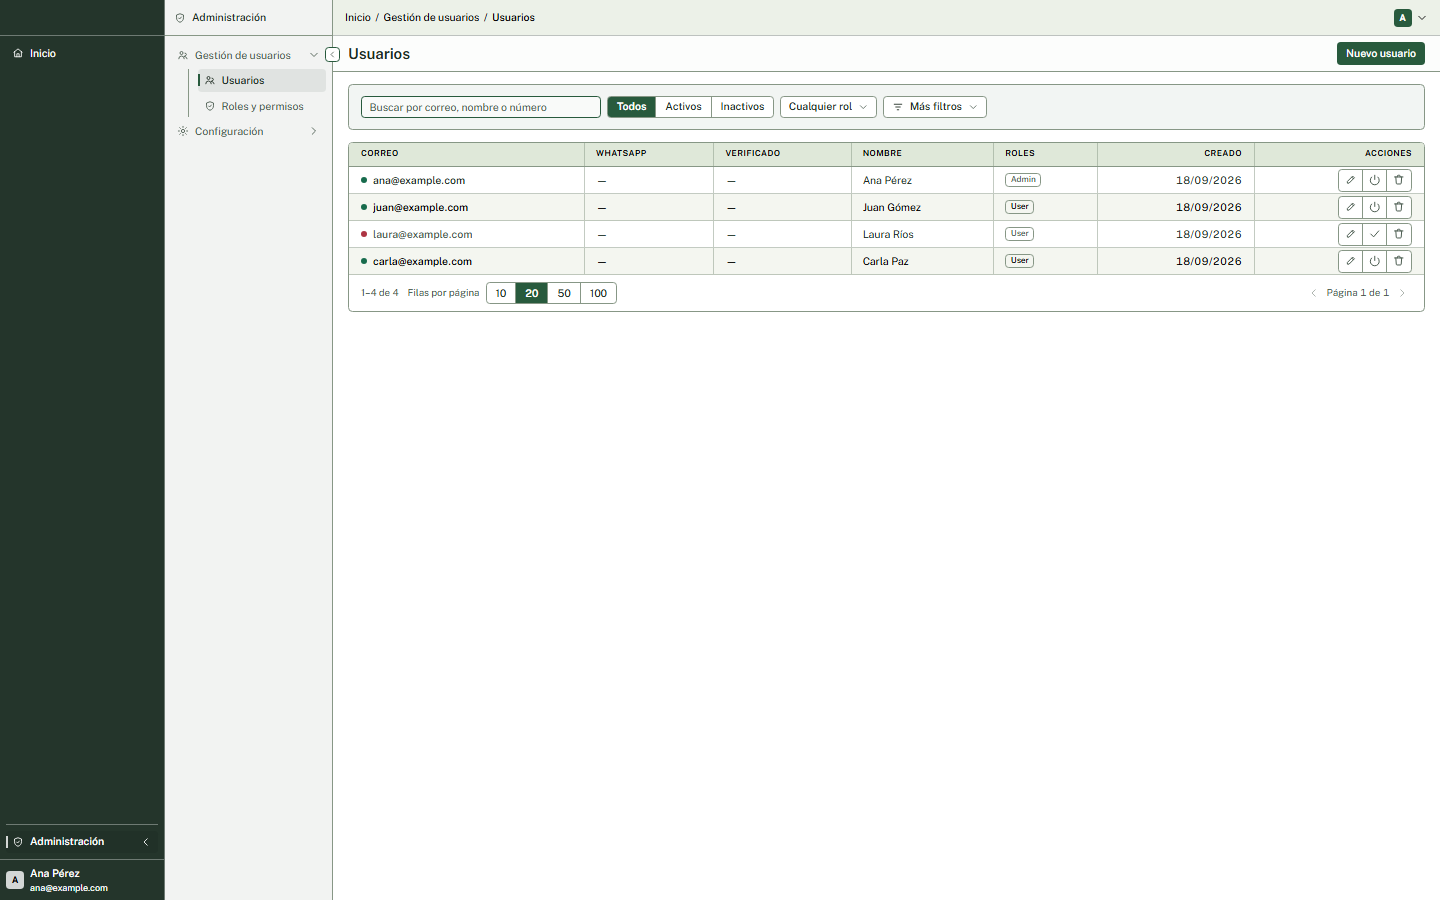 Administración
Inicio / Gestión de usuarios / Usuarios
A
Inicio
Gestión de usuarios
Usuarios
Roles y permisos
Configuración
Usuarios
Nuevo usuario
Buscar por correo, nombre o número
Todos Activos Inactivos
Cualquier rol
Más filtros
CORREO WHATSAPP VERIFICADO NOMBRE ROLES CREADO ACCIONES
ana@example.com — — Ana Pérez Admin 18/09/2026
juan@example.com — — Juan Gómez User 18/09/2026
laura@example.com — — Laura Ríos User 18/09/2026
carla@example.com — — Carla Paz User 18/09/2026
1–4 de 4 Filas por página 10 20 50 100 Página 1 de 1
Administración
A
Ana Pérez
ana@example.com